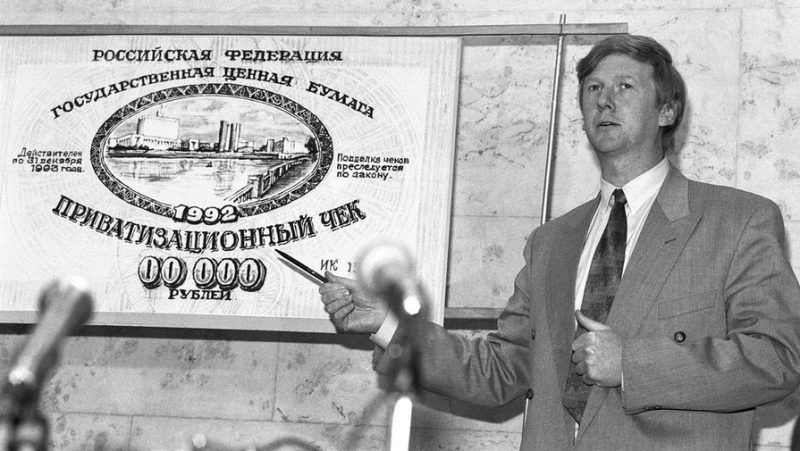 РОССИЙСКАЯ ФЕДЕРАЦИЯ
ГОСУДАРСТВЕННАЯ ЦЕННАЯ БУМАГА
Действителен
по 31 декабря
1993 года.
Подделка чеков
преследуется
по закону.
1992
ПРИВАТИЗАЦИОННЫЙ ЧЕК
10 000
РУБЛЕЙ
ИК